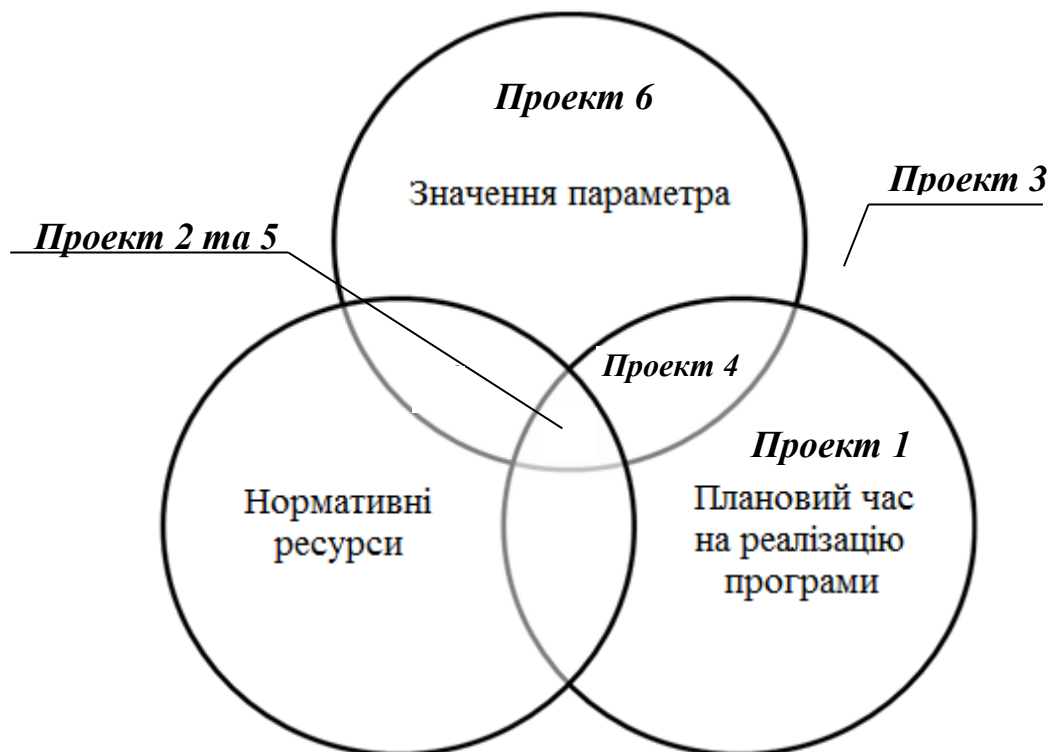 Проект 6
Значення параметра
Проект 3
Проект 2 та 5
Проект 4
Проект 1
Нормативні
ресурси
Плановий час
на реалізацію
програми